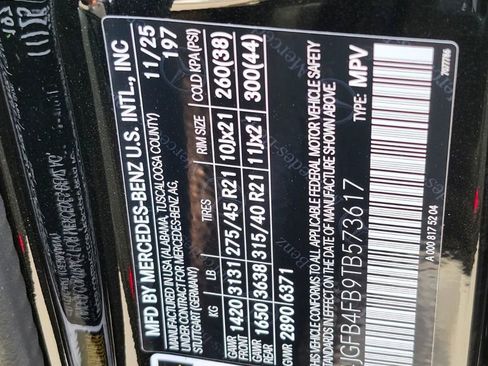 MFD BY MERCEDES-BENZ U.S. INTL., INC
11/25
197
MANUFACTURED IN USA (ALABAMA, TUSCALOOSA COUNTY)
STUTTGART (GERMANY) FOR MERCEDES-BENZ AG,
KG LB TIRES RIM SIZE COLD KPA (PSI)
GAWR 1420 3131 275/45 R21 10Jx21 260(38)
GAWR 1650 3638 315/40 R21 11Jx21 300(44)
GVWR 2890 6371
THIS VEHICLE CONFORMS TO ALL APPLICABLE FEDERAL MOTOR VEHICLE SAFETY
STANDARDS IN EFFECT ON THE DATE OF MANUFACTURE SHOWN ABOVE.
JGFB4FB9TB573617
TYPE: MPV
A 000 817 52 04